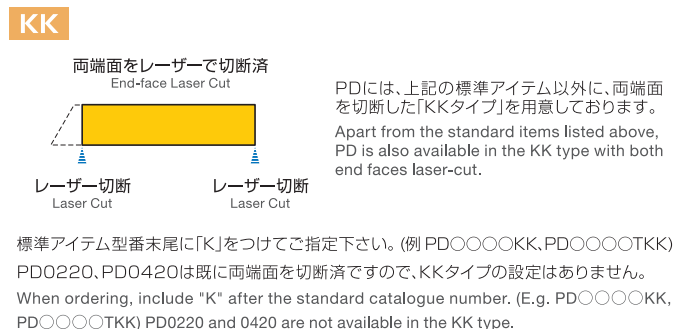 KK
両端面をレーザーで切断済
End-face Laser Cut
レーザー切断
Laser Cut
レーザー切断
Laser Cut
PDには、上記の標準アイテム以外に、両端面
を切断した「KKタイプ」を用意しております。
Apart from the standard items listed above,
PD is also available in the KK type with both
end faces laser-cut.
標準アイテム型番末尾に「K」をつけてご指定下さい。(例 PD○○○○KK、PD○○○○TKK)
PD0220、PD0420は既に両端面を切断済ですので、KKタイプの設定はありません。
When ordering, include "K" after the standard catalogue number. (E.g. PD○○○○KK,
PD○○○○TKK) PD0220 and 0420 are not available in the KK type.